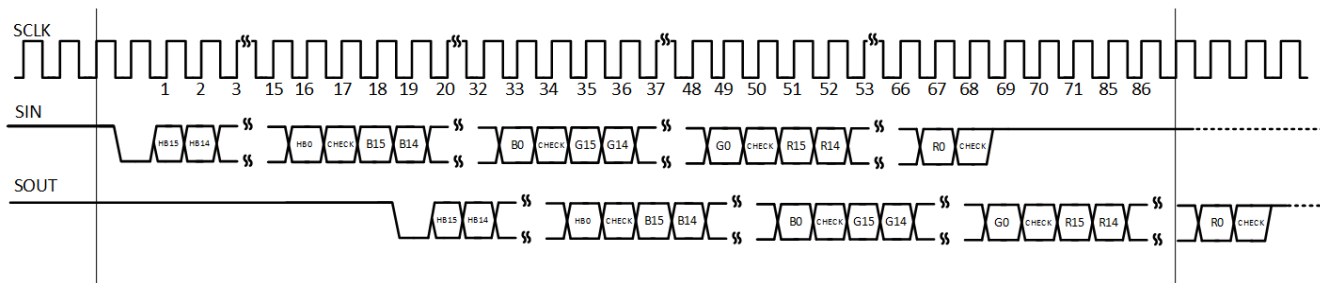 SCLK
1 2 3 15 16 17 18 19 20 32 33 34 35 36 37 48 49 50 51 52 53 66 67 68 69 70 71 85 86
SIN
HB15 HB14 HB0 CHECK B15 B14 B0 CHECK G15 G14 G0 CHECK R15 R14 R0 CHECK
SOUT
HB15 HB14 HB0 CHECK B15 B14 B0 CHECK G15 G14 G0 CHECK R15 R14 R0 CHECK